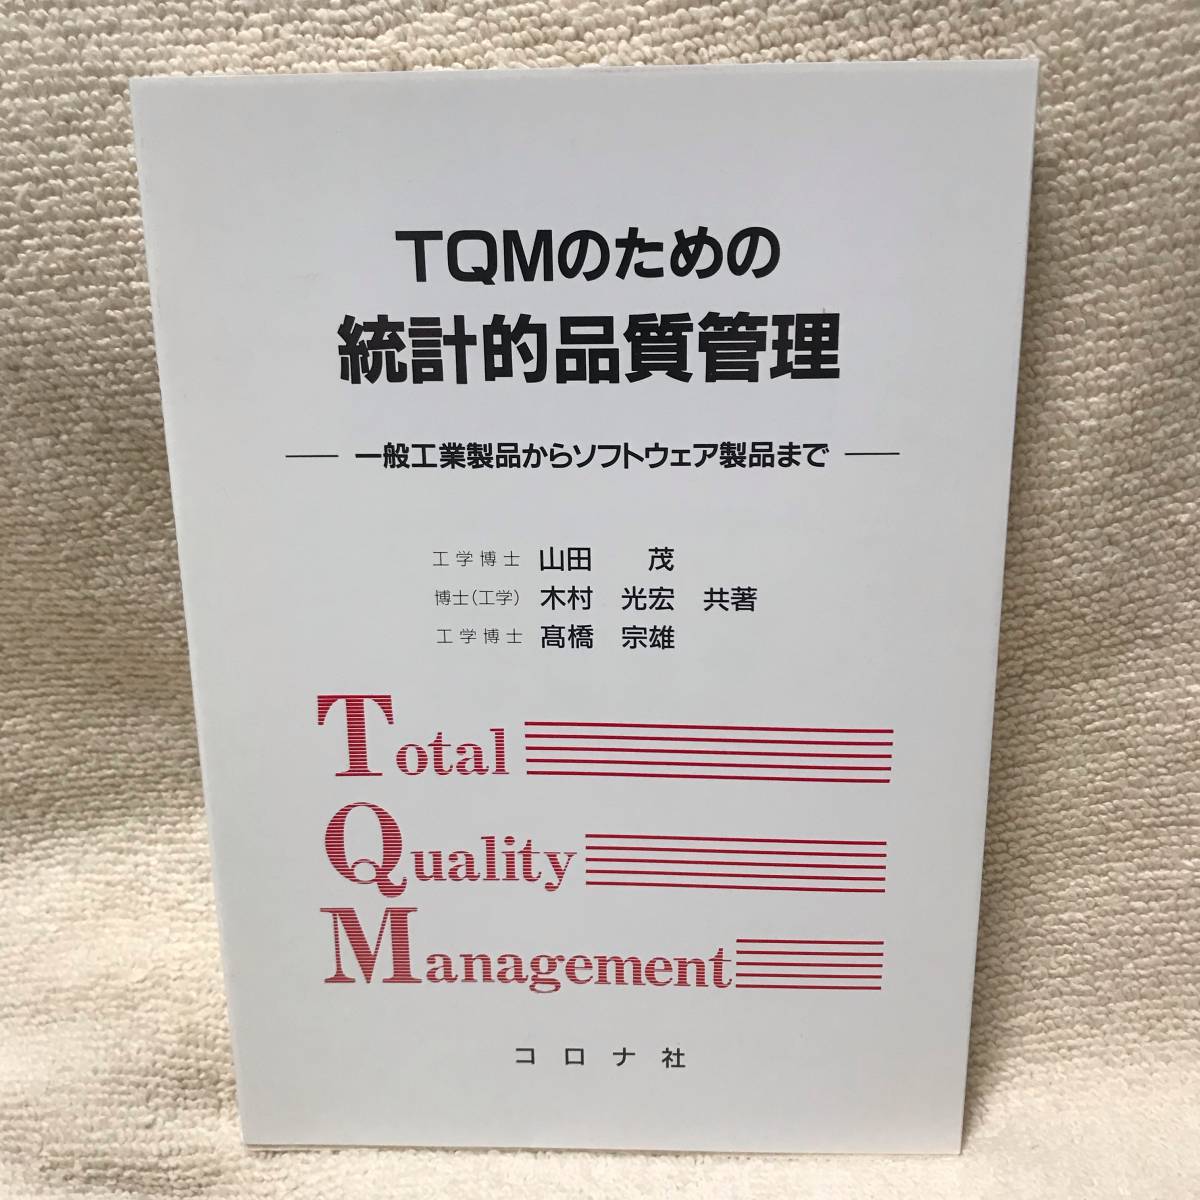 TQMのための
統計的品質管理
一般工業製品からソフトウェア製品まで
工学博士 山田 茂
博士(工学) 木村 光宏 共著
工学博士 髙橋 宗雄
Total
Quality
Management
コロナ社